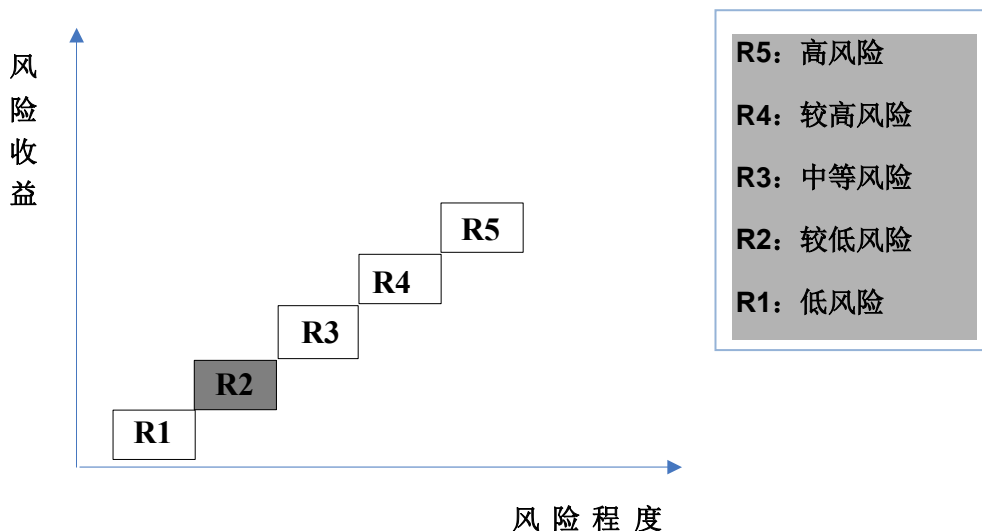 风险收益
R5：高风险
R4：较高风险
R3：中等风险
R2：较低风险
R1：低风险
R5
R4
R3
R2
R1
风险程度